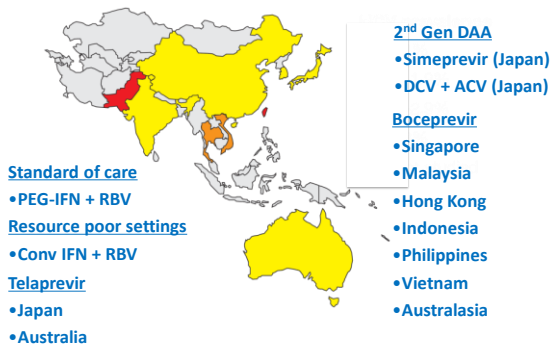 Standard of care
•PEG-IFN + RBV
Resource poor settings
•Conv IFN + RBV
Telaprevir
•Japan
•Australia
2nd Gen DAA
•Simeprevir (Japan)
•DCV + ACV (Japan)
Boceprevir
•Singapore
•Malaysia
•Hong Kong
•Indonesia
•Philippines
•Vietnam
•Australasia